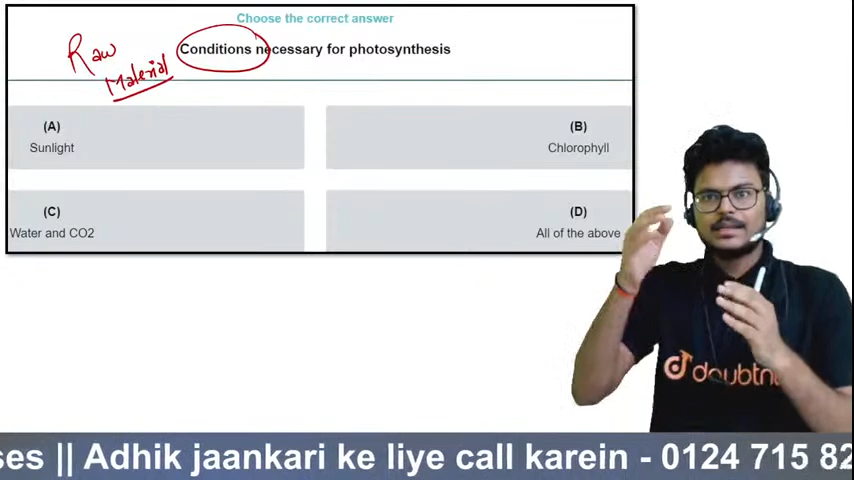 Choose the correct answer
Raw
Material
Conditions necessary for photosynthesis
(A)
Sunlight
(B)
Chlorophyll
(C)
Water and CO2
(D)
All of the above
doubtn
ses || Adhik jaankari ke liye call karein - 0124 715 82